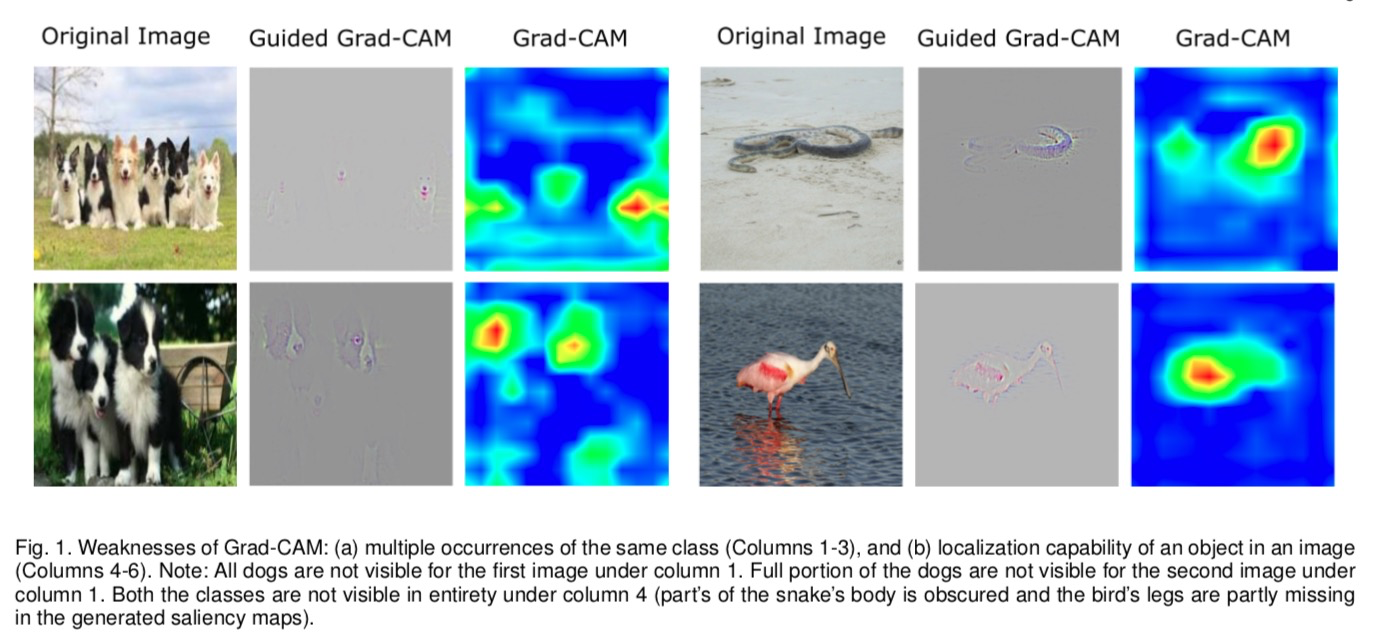 Original Image Guided Grad-CAM Grad-CAM Original Image Guided Grad-CAM Grad-CAM
Fig. 1. Weaknesses of Grad-CAM: (a) multiple occurrences of the same class (Columns 1-3), and (b) localization capability of an object in an image
(Columns 4-6). Note: All dogs are not visible for the first image under column 1. Full portion of the dogs are not visible for the second image under
column 1. Both the classes are not visible in entirety under column 4 (part's of the snake's body is obscured and the bird's legs are partly missing
in the generated saliency maps).